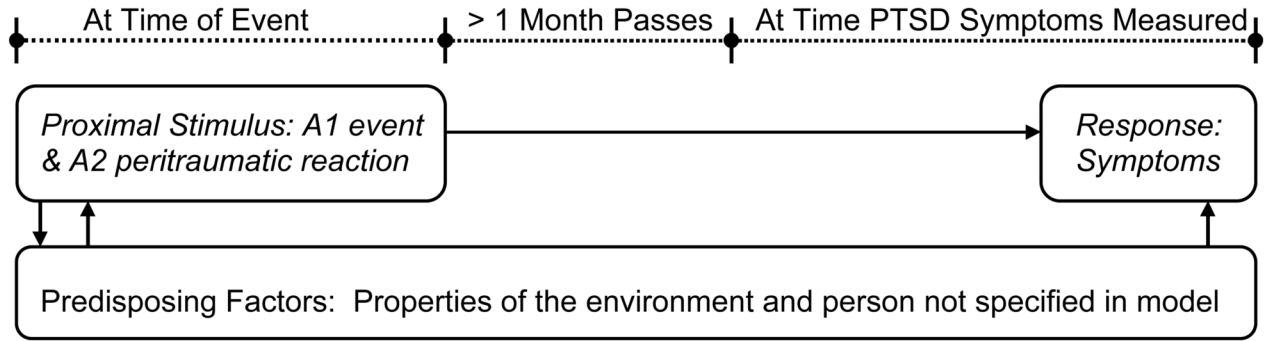 At Time of Event
> 1 Month Passes
At Time PTSD Symptoms Measured
Proximal Stimulus: A1 event
& A2 peritraumatic reaction
Response:
Symptoms
Predisposing Factors: Properties of the environment and person not specified in model